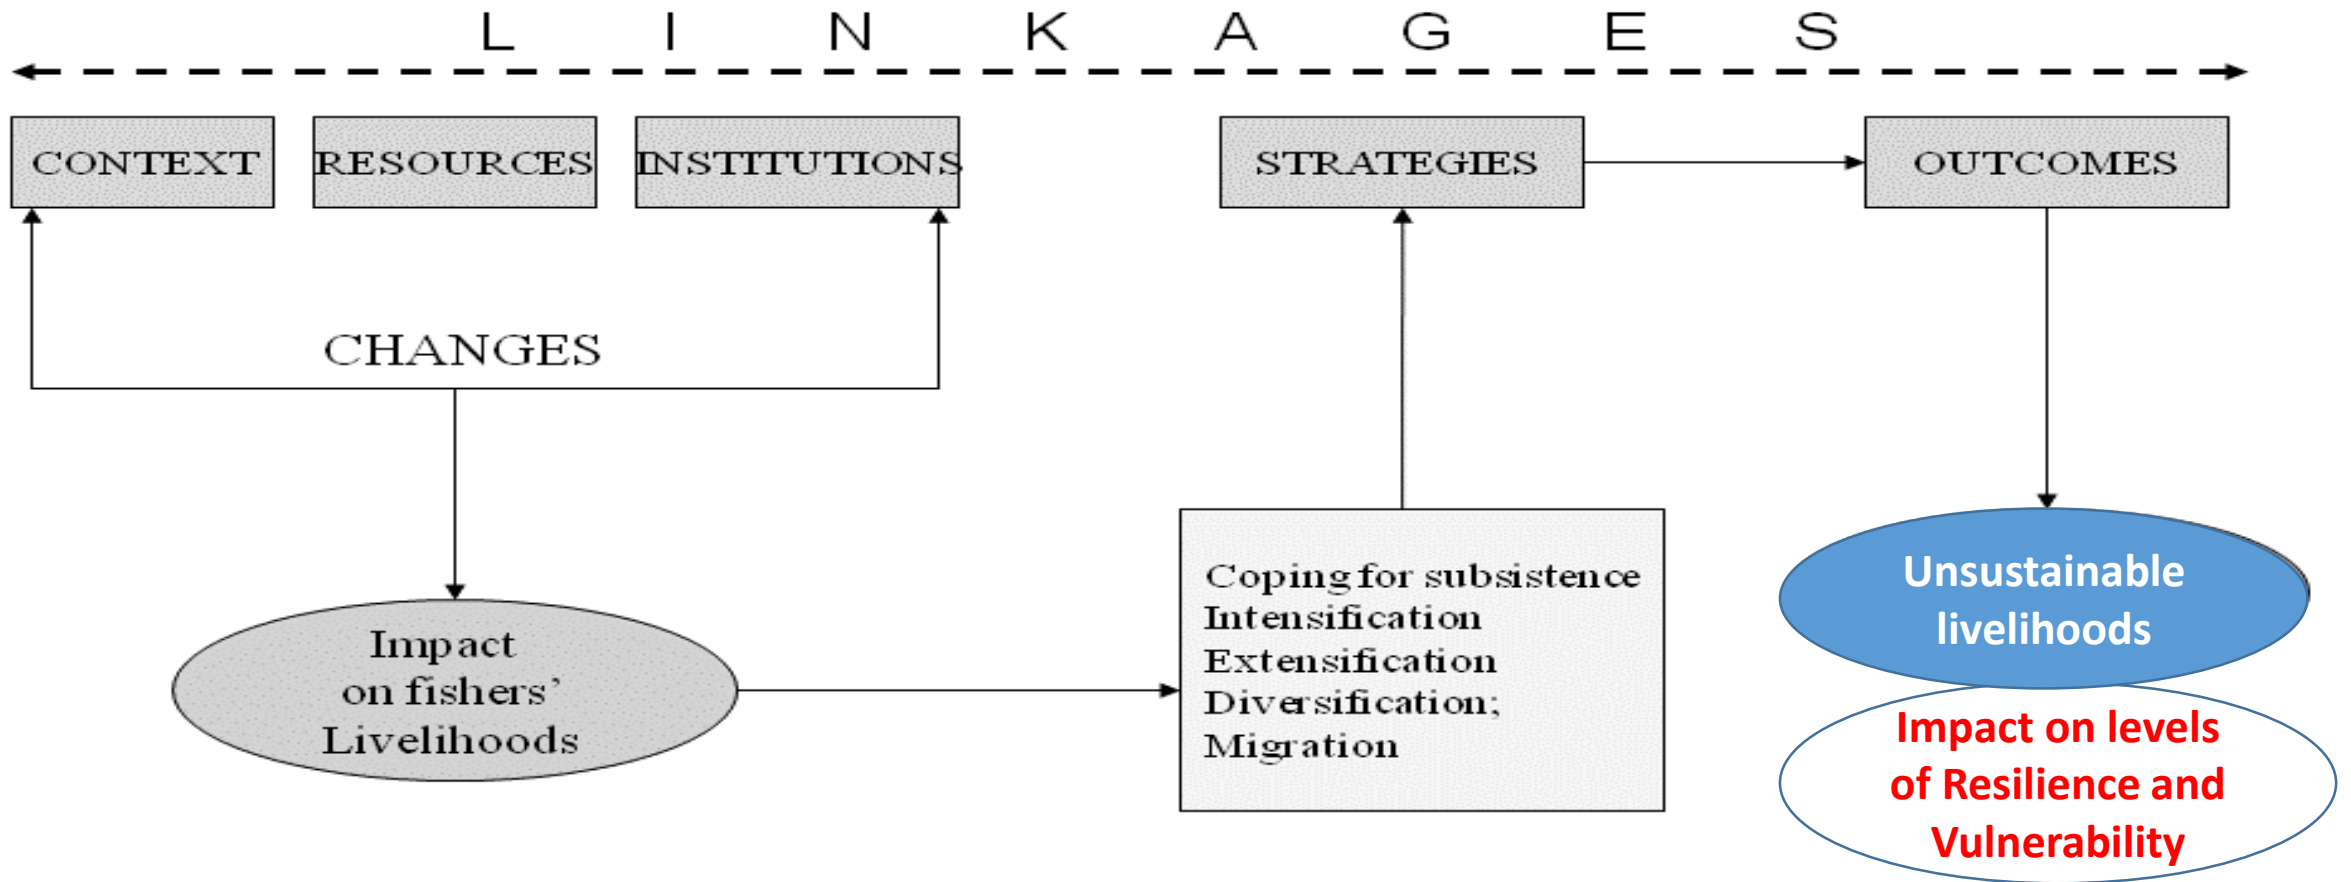 L I N K A G E S
CONTEXT
RESOURCES
INSTITUTIONS
STRATEGIES
OUTCOMES
CHANGES
Impact
on fishers’
Livelihoods
Coping for subsistence
Intensification
Extensification
Diversification;
Migration
Unsustainable
livelihoods
Impact on levels
of Resilience and
Vulnerability